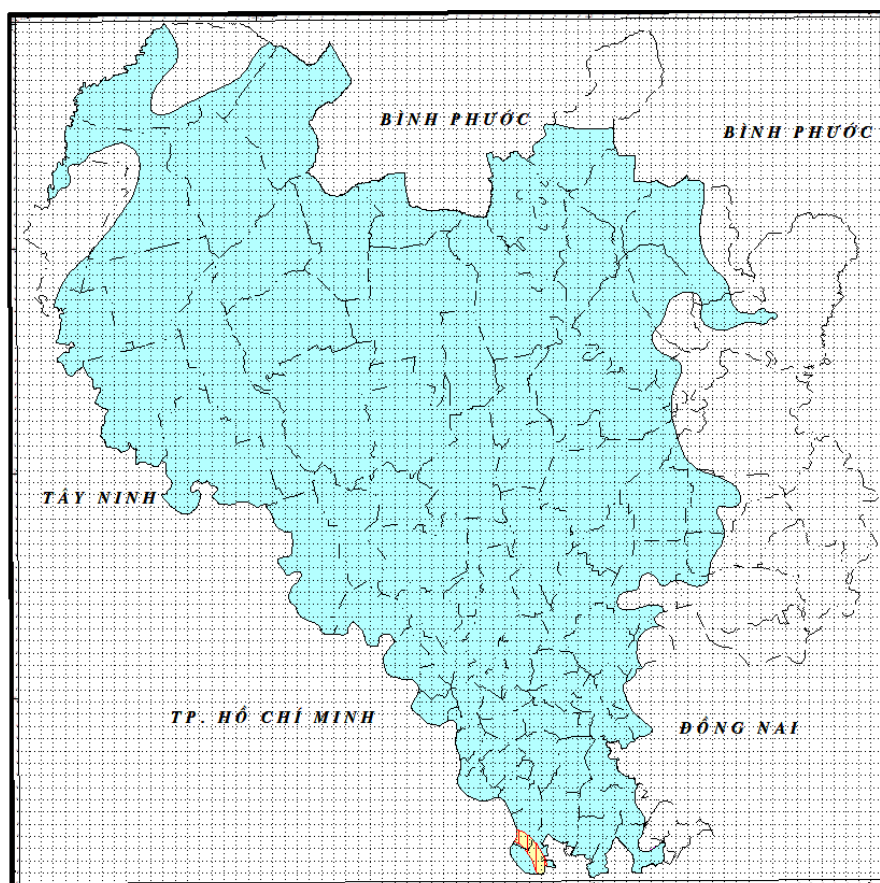 BÌNH PHƯỚC
BÌNH PHƯỚC
TÂY NINH
TP. HỒ CHÍ MINH
ĐỒNG NAI